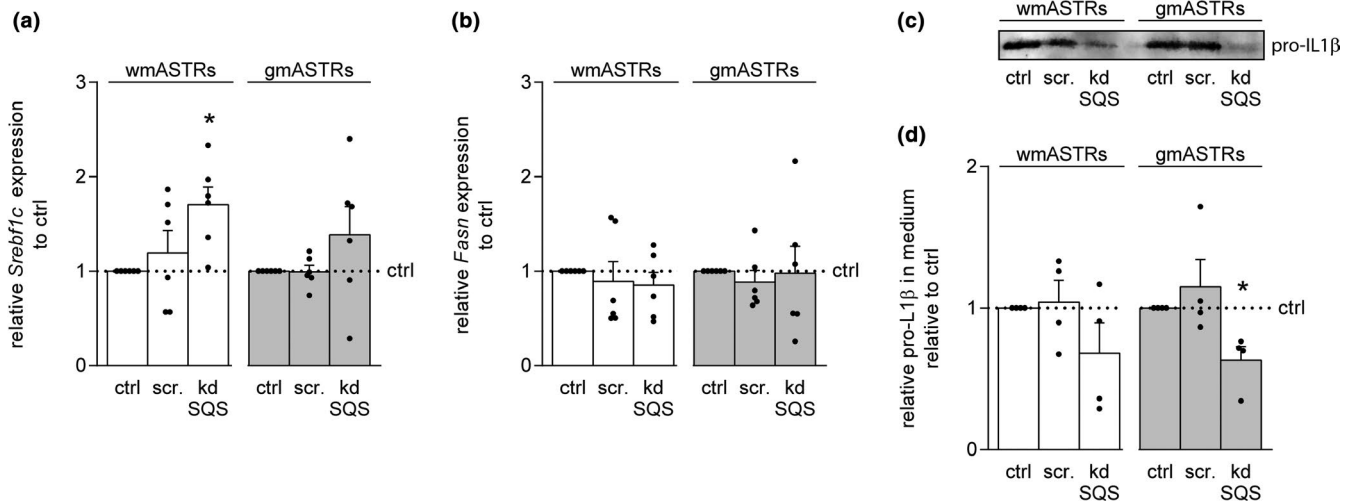 (a)
wmASTRs gmASTRs
relative Srebf1c expression
to ctrl
3
2
1
0
*
ctrl
ctrl scr. kd
SQS
ctrl scr. kd
SQS
(b)
wmASTRs gmASTRs
relative Fasn expression
to ctrl
3
2
1
0
ctrl
ctrl scr. kd
SQS
ctrl scr. kd
SQS
(c)
wmASTRs gmASTRs
pro-IL1β
ctrl scr. kd
SQS
ctrl scr. kd
SQS
(d)
wmASTRs gmASTRs
relative pro-L1β in medium
relative to ctrl
2
1
0
*
ctrl
ctrl scr. kd
SQS
ctrl scr. kd
SQS